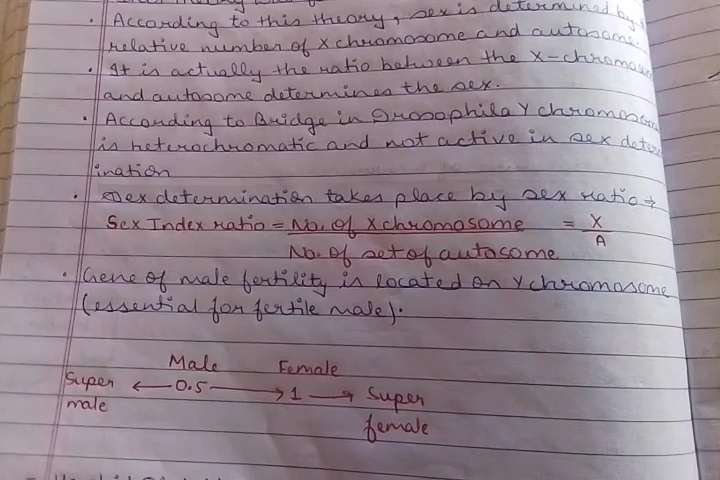 • According to this theory, sex is determined by
relative number of X chromosome and autosome.
• It is actually the ratio between the X-chromosom
and autosome determines the sex.
• According to Bridge in Drosophila Y chromosom
is heterochromatic and not active in sex deter
ination
• Sex determination takes place by sex ratio →
Sex Index ratio = No. of X chromosome = X
No. of set of autosome A
• Gene of male fertility is located on Y chromosome
(essential for fertile male).
Male Female
Super ← 0.5 → 1 → Super
male female